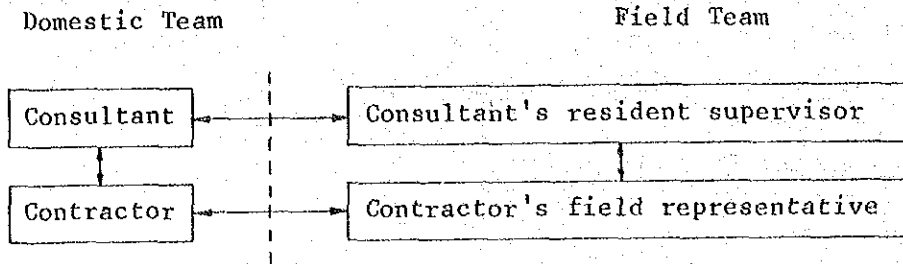 Domestic Team
Field Team
Consultant
Consultant's resident supervisor
Contractor
Contractor's field representative